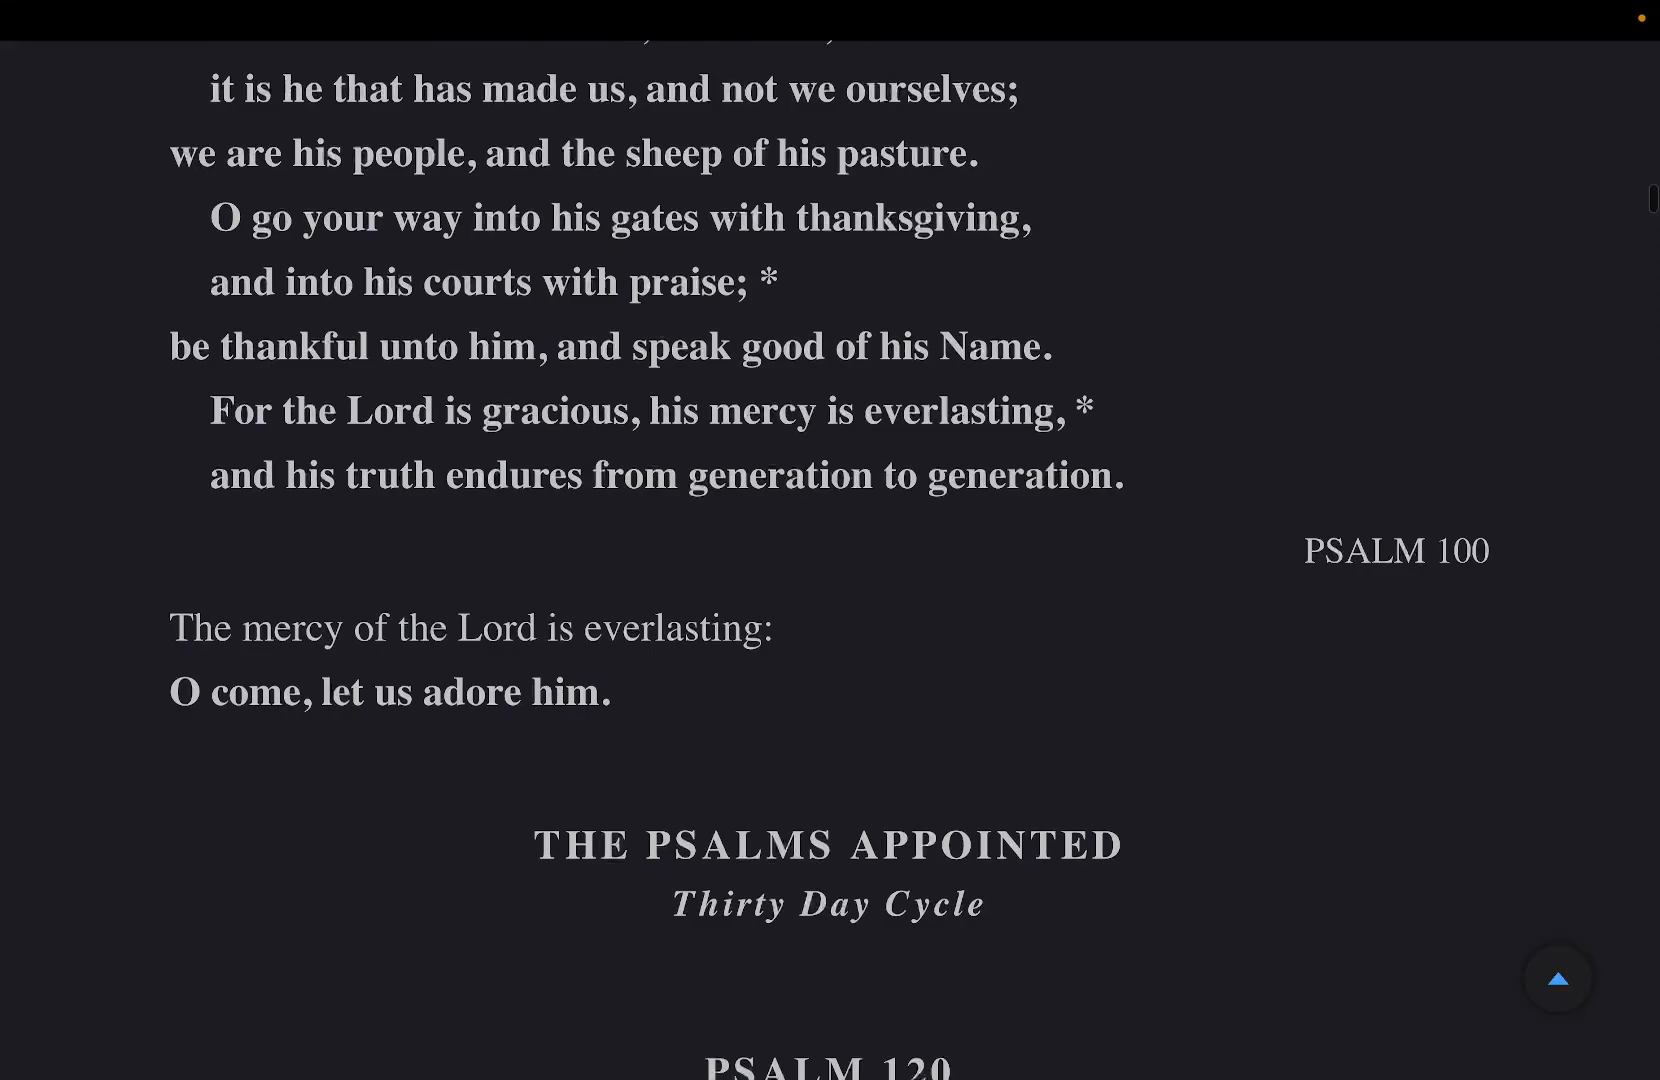 it is he that has made us, and not we ourselves;
we are his people, and the sheep of his pasture.
O go your way into his gates with thanksgiving,
and into his courts with praise; *
be thankful unto him, and speak good of his Name.
For the Lord is gracious, his mercy is everlasting, *
and his truth endures from generation to generation.
PSALM 100
The mercy of the Lord is everlasting:
O come, let us adore him.
THE PSALMS APPOINTED
Thirty Day Cycle
PSALM 120